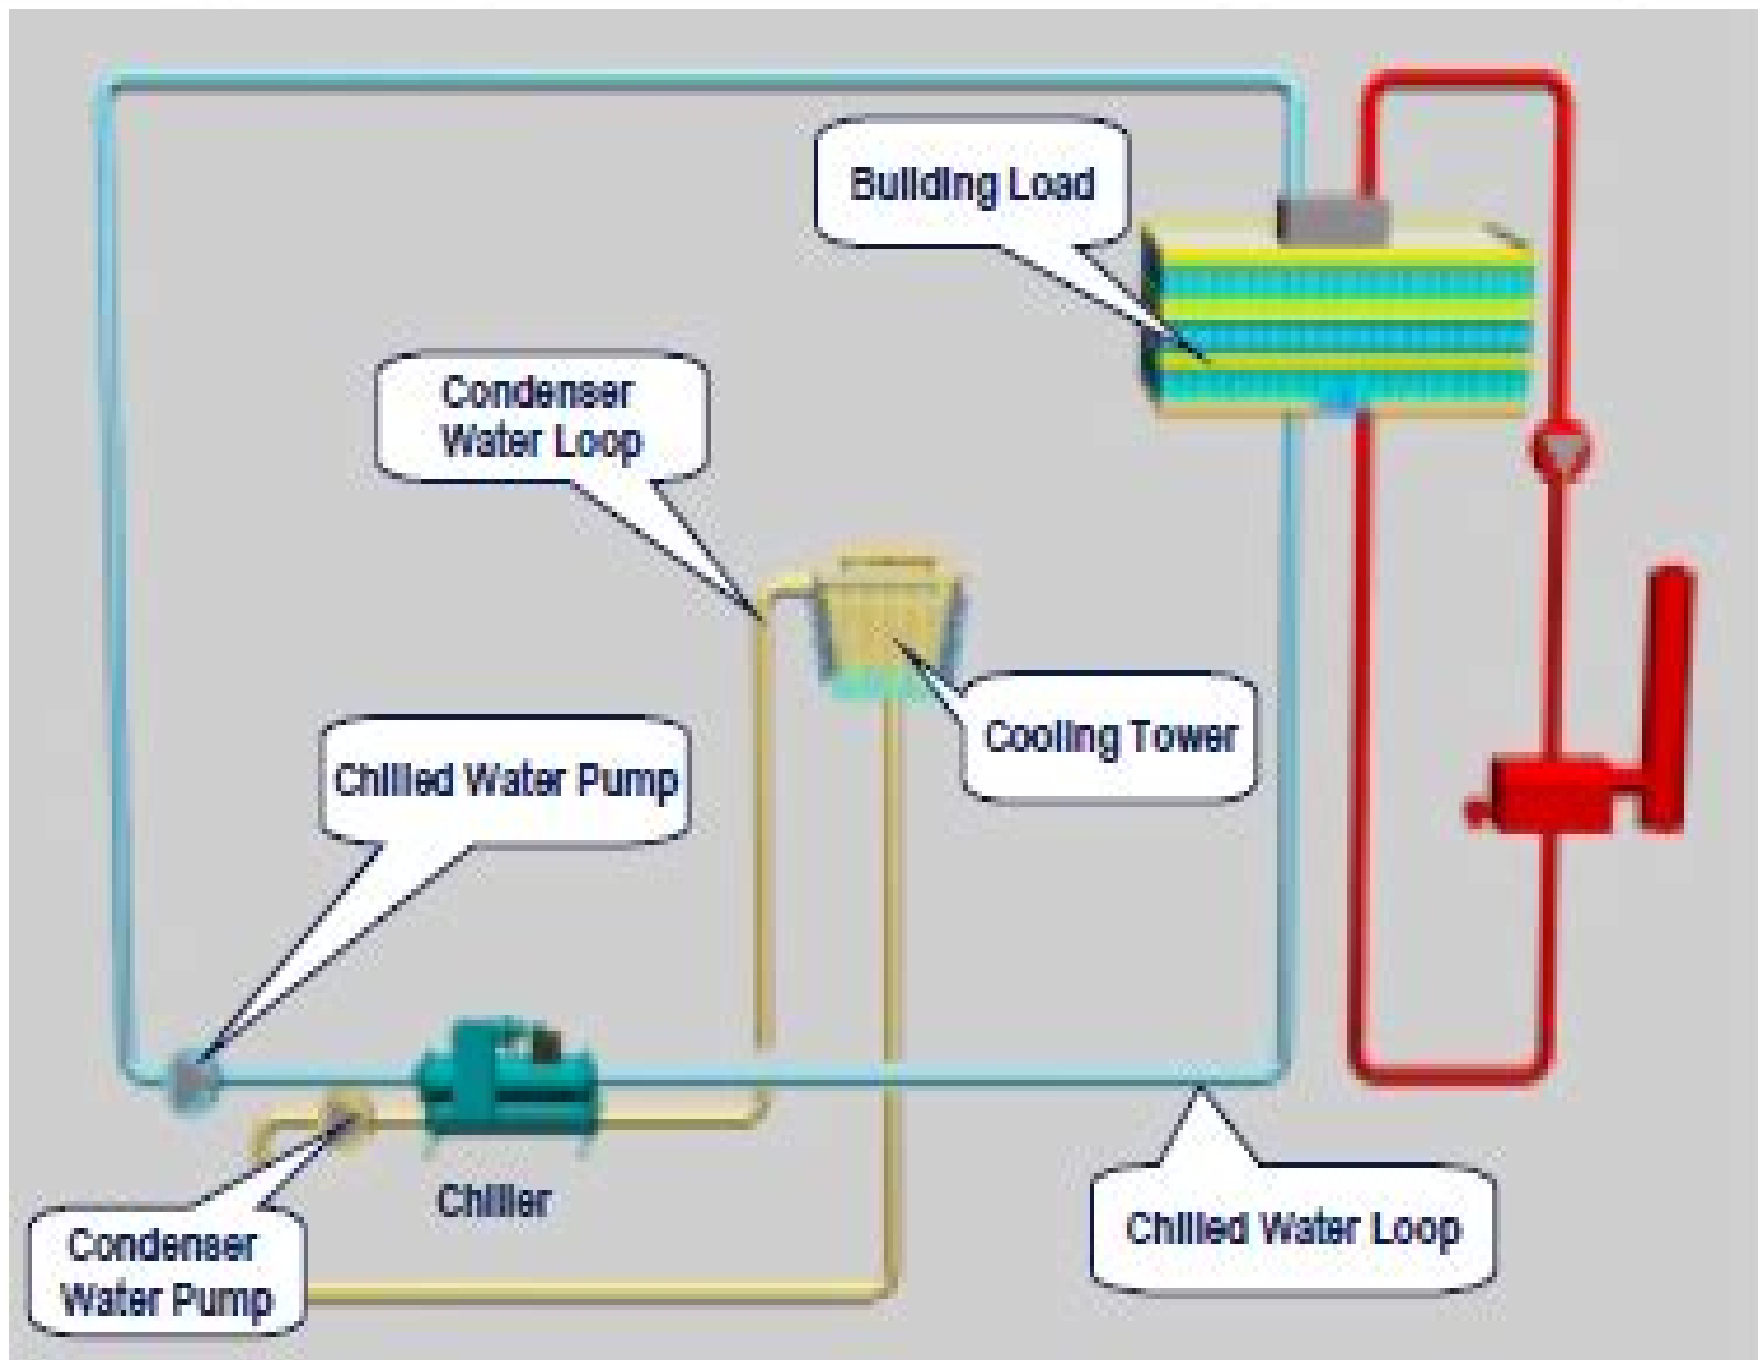 Building Load
Condenser
Water Loop
Cooling Tower
Chilled Water Pump
Chiller
Condenser
Water Pump
Chilled Water Loop